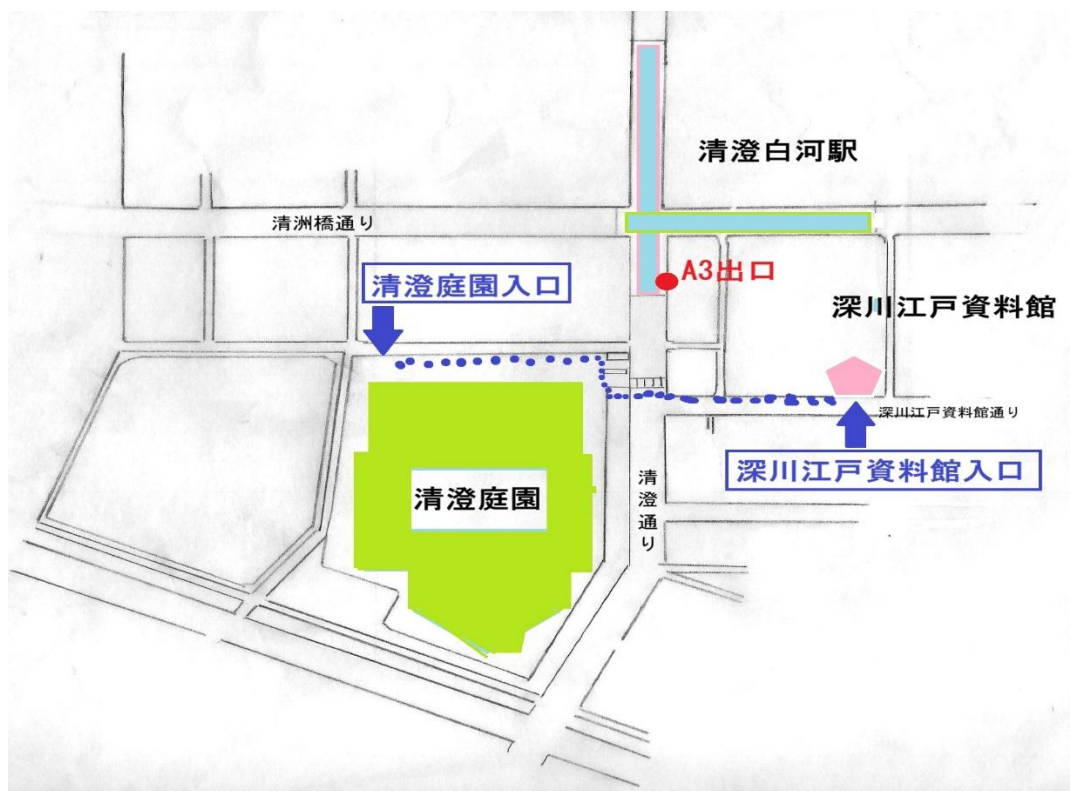 清澄白河駅
清洲橋通り
A3出口
清澄庭園入口
深川江戸資料館
深川江戸資料館通り
深川江戸資料館入口
清澄庭園
清澄通り